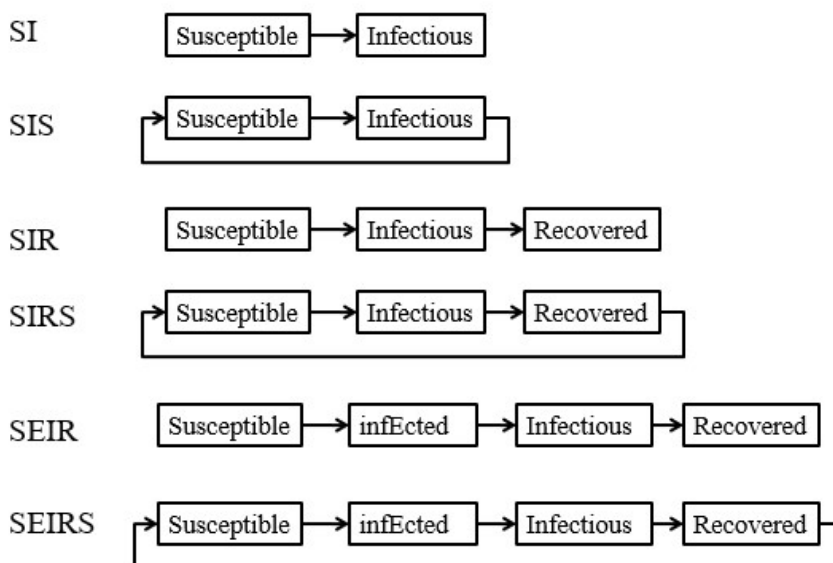 SI Susceptible Infectious
SIS Susceptible Infectious
SIR Susceptible Infectious Recovered
SIRS Susceptible Infectious Recovered
SEIR Susceptible infEcted Infectious Recovered
SEIRS Susceptible infEcted Infectious Recovered